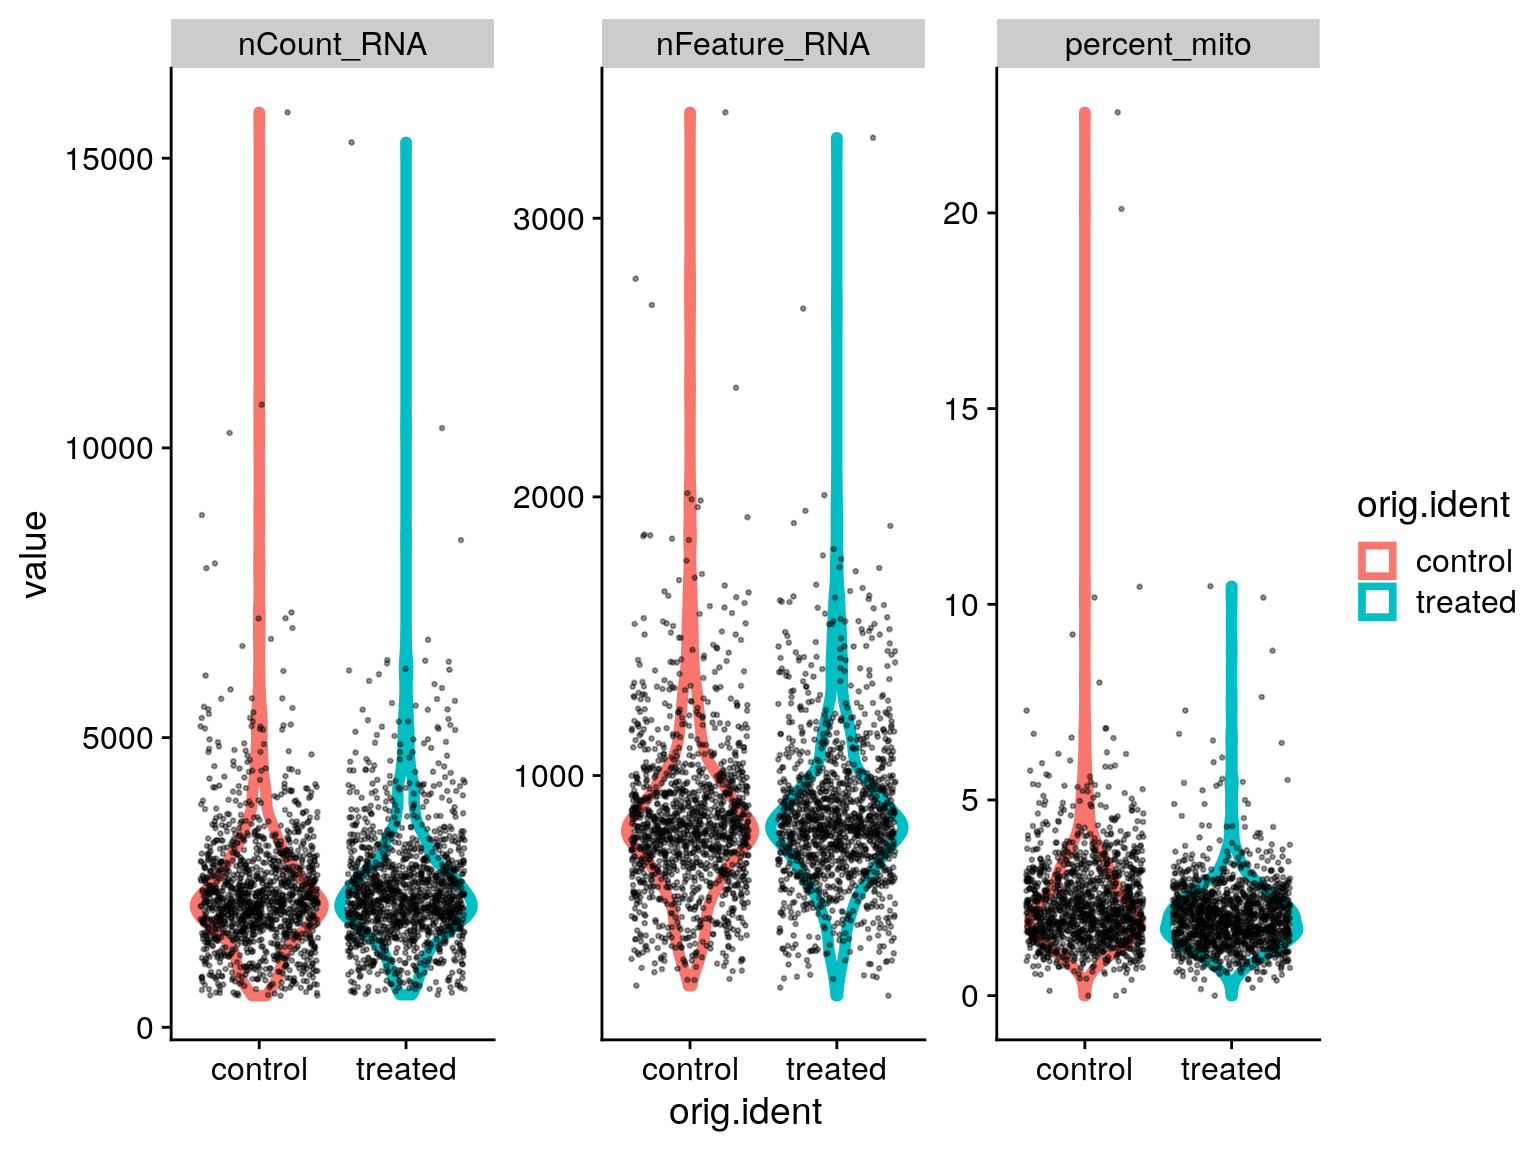 nCount_RNA
nFeature_RNA
percent_mito
value
15000
10000
5000
0
3000
2000
1000
20
15
10
5
0
control
treated
control
treated
control
treated
orig.ident
orig.ident
control
treated